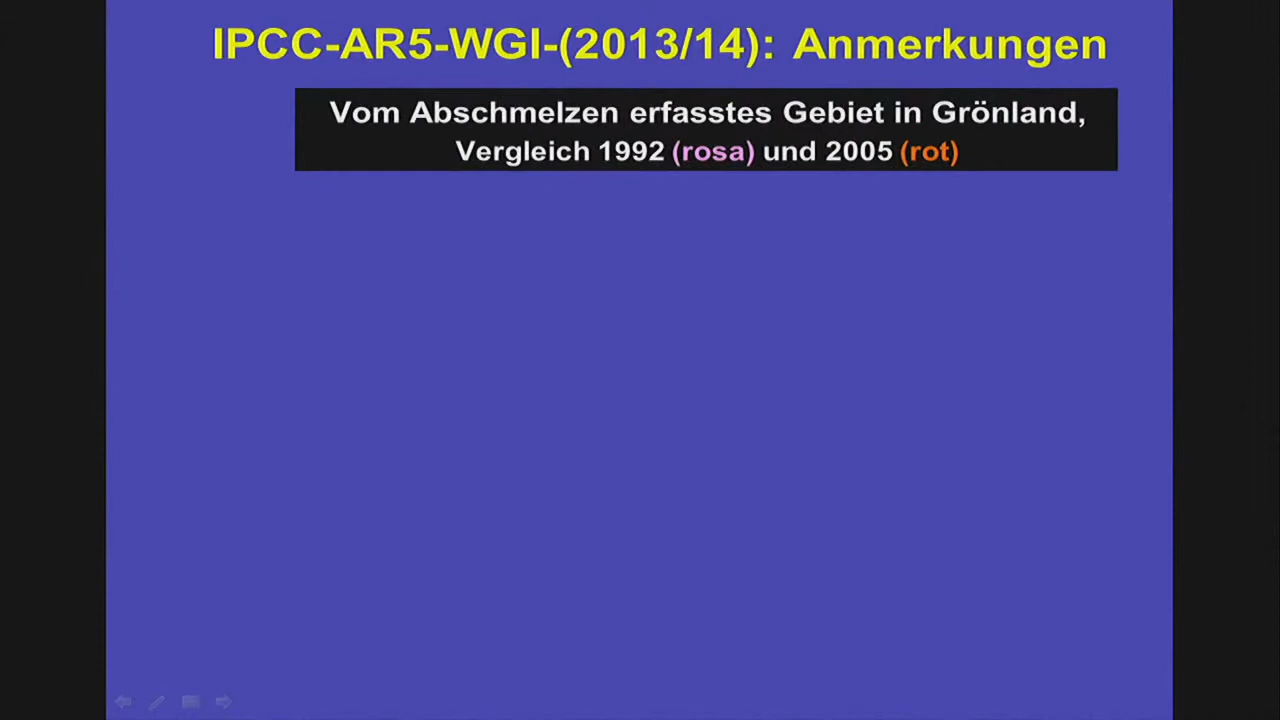 IPCC-AR5-WGI-(2013/14): Anmerkungen
Vom Abschmelzen erfasstes Gebiet in Grönland,
Vergleich 1992 (rosa) und 2005 (rot)